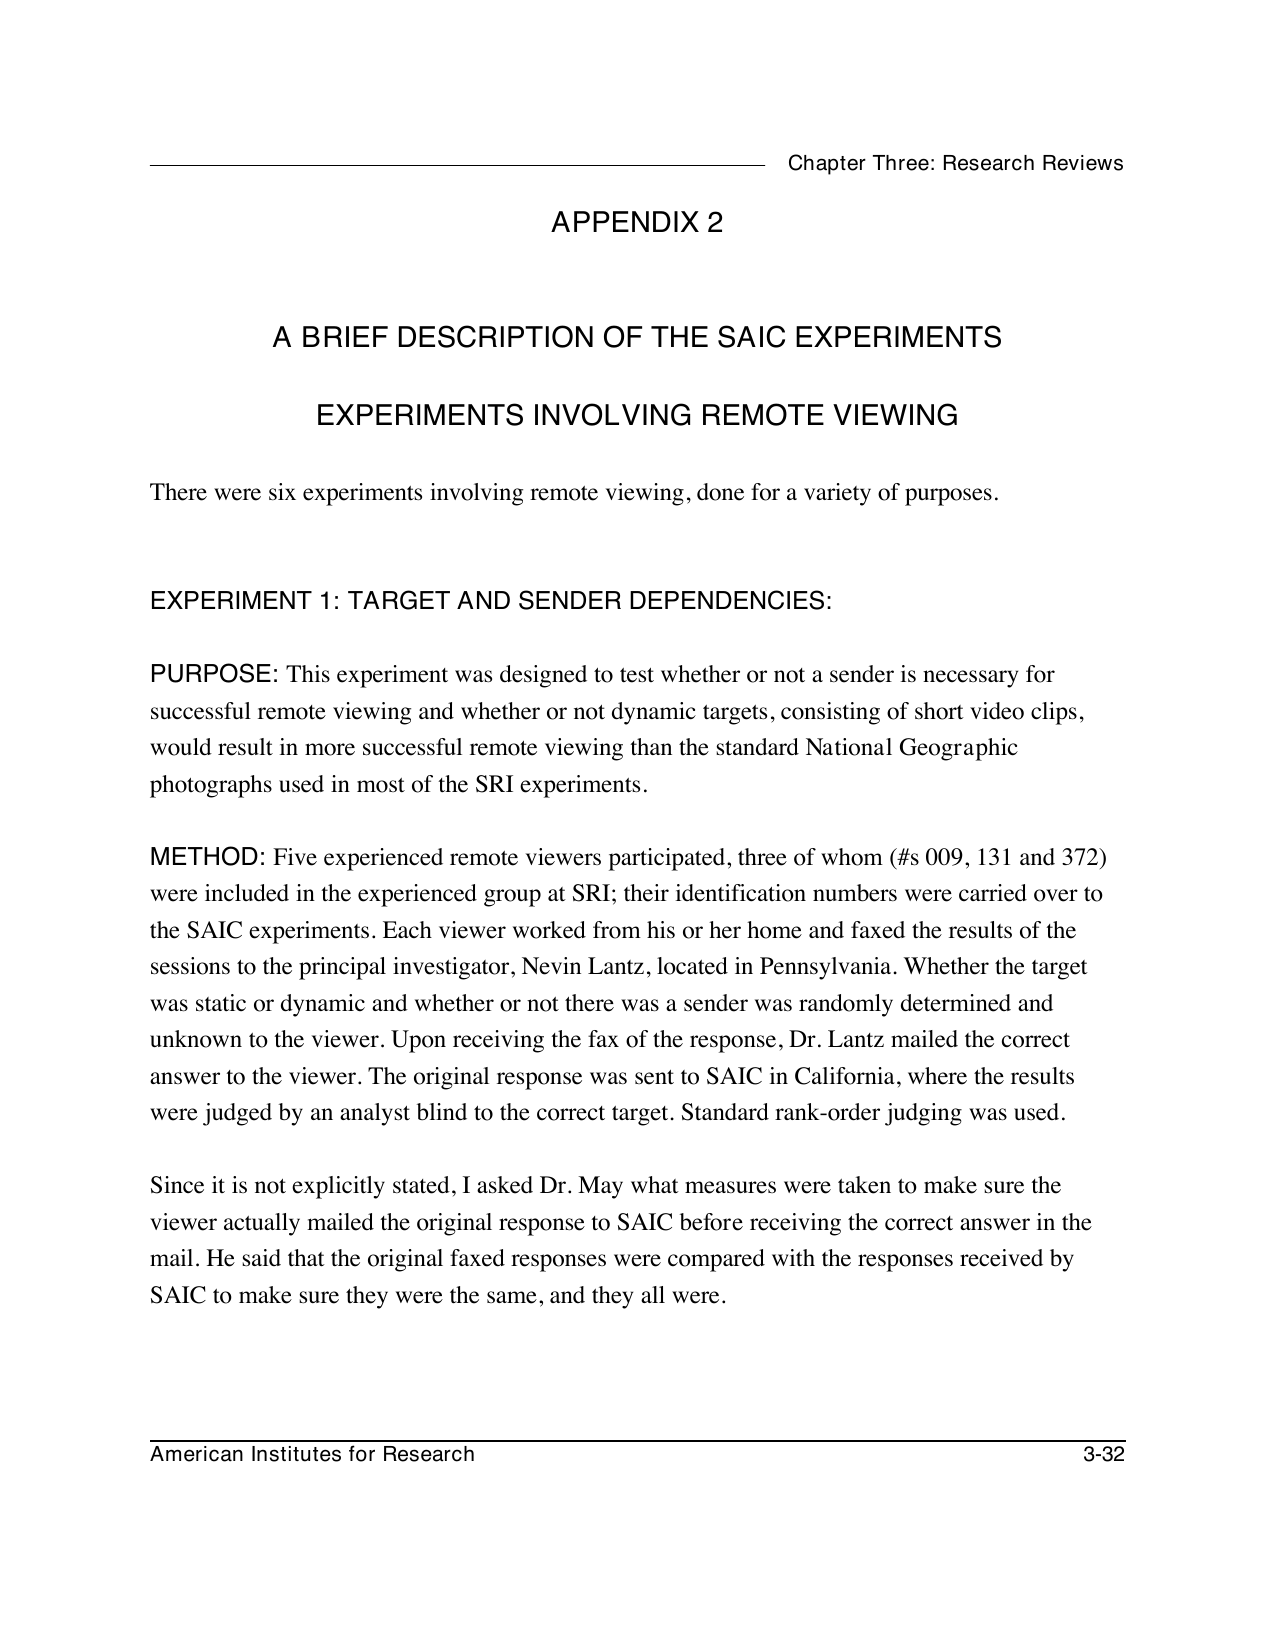 Chapter Three: Research Reviews
APPENDIX 2
A BRIEF DESCRIPTION OF THE SAIC EXPERIMENTS
EXPERIMENTS INVOLVING REMOTE VIEWING
There were six experiments involving remote viewing, done for a variety of purposes.
EXPERIMENT 1: TARGET AND SENDER DEPENDENCIES:
PURPOSE: This experiment was designed to test whether or not a sender is necessary for
successful remote viewing and whether or not dynamic targets, consisting of short video clips,
would result in more successful remote viewing than the standard National Geographic
photographs used in most of the SRI experiments.
METHOD: Five experienced remote viewers participated, three of whom (#s 009, 131 and 372)
were included in the experienced group at SRI; their identification numbers were carried over to
the SAIC experiments. Each viewer worked from his or her home and faxed the results of the
sessions to the principal investigator, Nevin Lantz, located in Pennsylvania. Whether the target
was static or dynamic and whether or not there was a sender was randomly determined and
unknown to the viewer. Upon receiving the fax of the response, Dr. Lantz mailed the correct
answer to the viewer. The original response was sent to SAIC in California, where the results
were judged by an analyst blind to the correct target. Standard rank-order judging was used.
Since it is not explicitly stated, I asked Dr. May what measures were taken to make sure the
viewer actually mailed the original response to SAIC before receiving the correct answer in the
mail. He said that the original faxed responses were compared with the responses received by
SAIC to make sure they were the same, and they all were.
American Institutes for Research
3-32